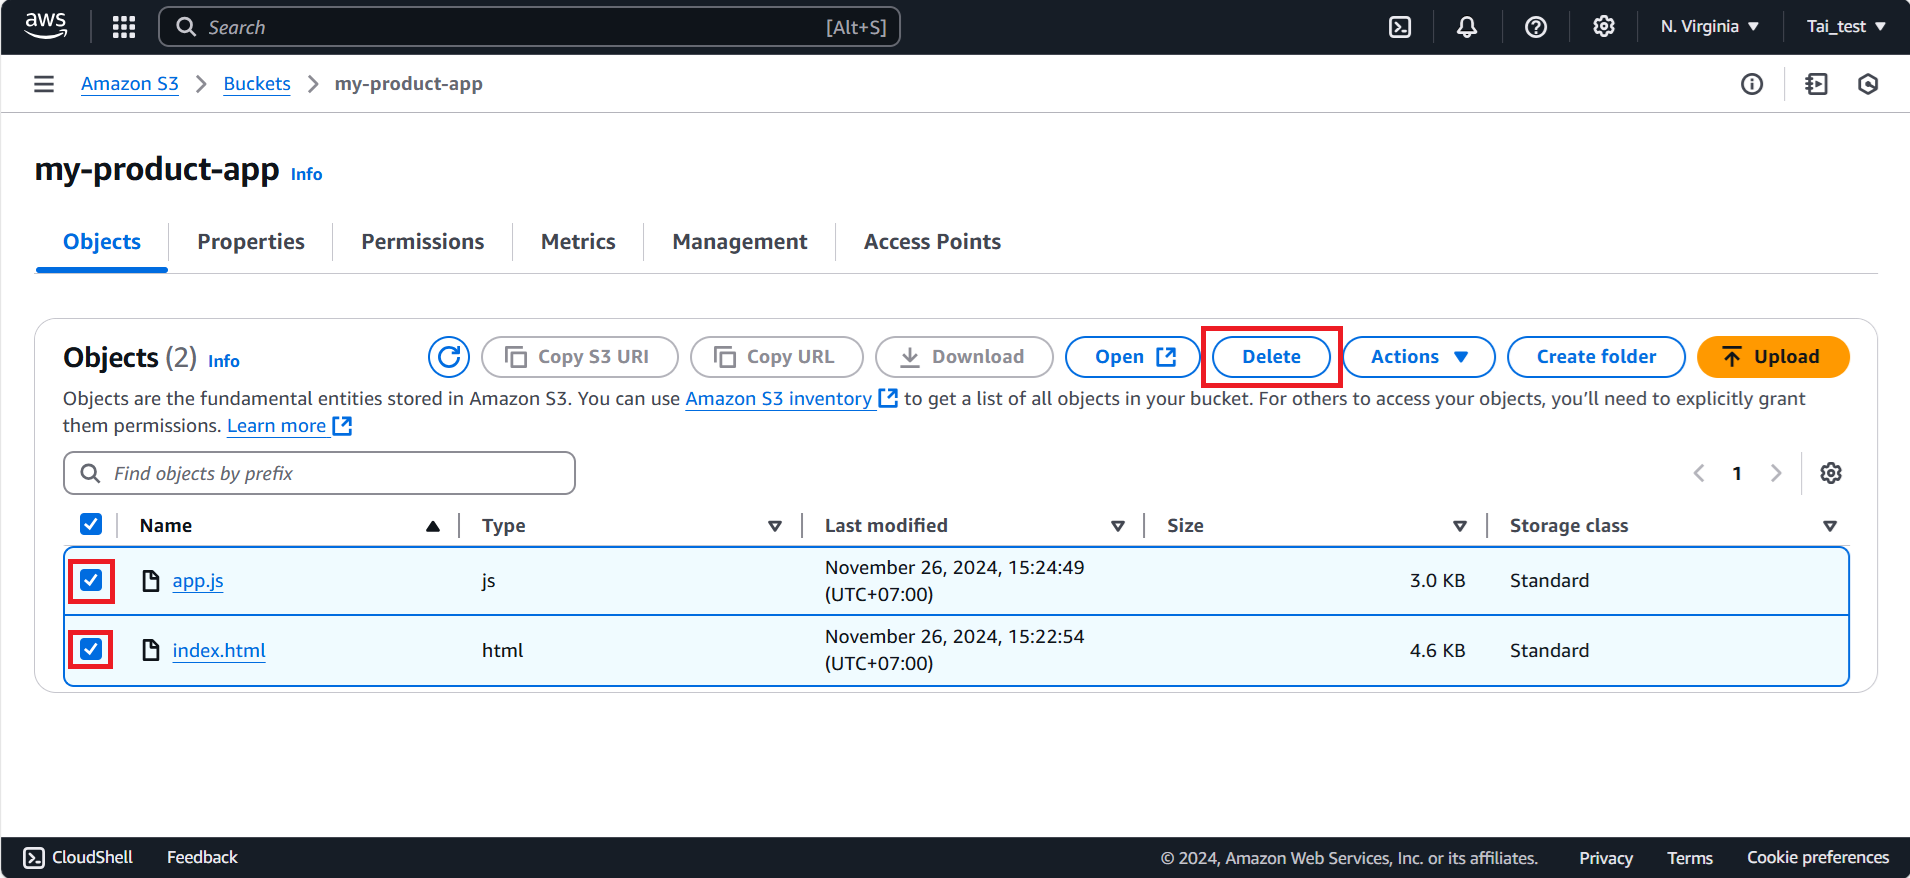 aws Search [Alt+S] N. Virginia Tai_test
Amazon S3 Buckets my-product-app
my-product-app Info
Objects Properties Permissions Metrics Management Access Points
Objects (2) Info Copy S3 URI Copy URL Download Open Delete Actions Create folder Upload
Objects are the fundamental entities stored in Amazon S3. You can use Amazon S3 inventory to get a list of all objects in your bucket. For others to access your objects, you'll need to explicitly grant
them permissions. Learn more
Find objects by prefix 1
Name Type Last modified Size Storage class
app.js js November 26, 2024, 15:24:49 3.0 KB Standard
(UTC+07:00)
index.html html November 26, 2024, 15:22:54 4.6 KB Standard
(UTC+07:00)
CloudShell Feedback © 2024, Amazon Web Services, Inc. or its affiliates. Privacy Terms Cookie preferences